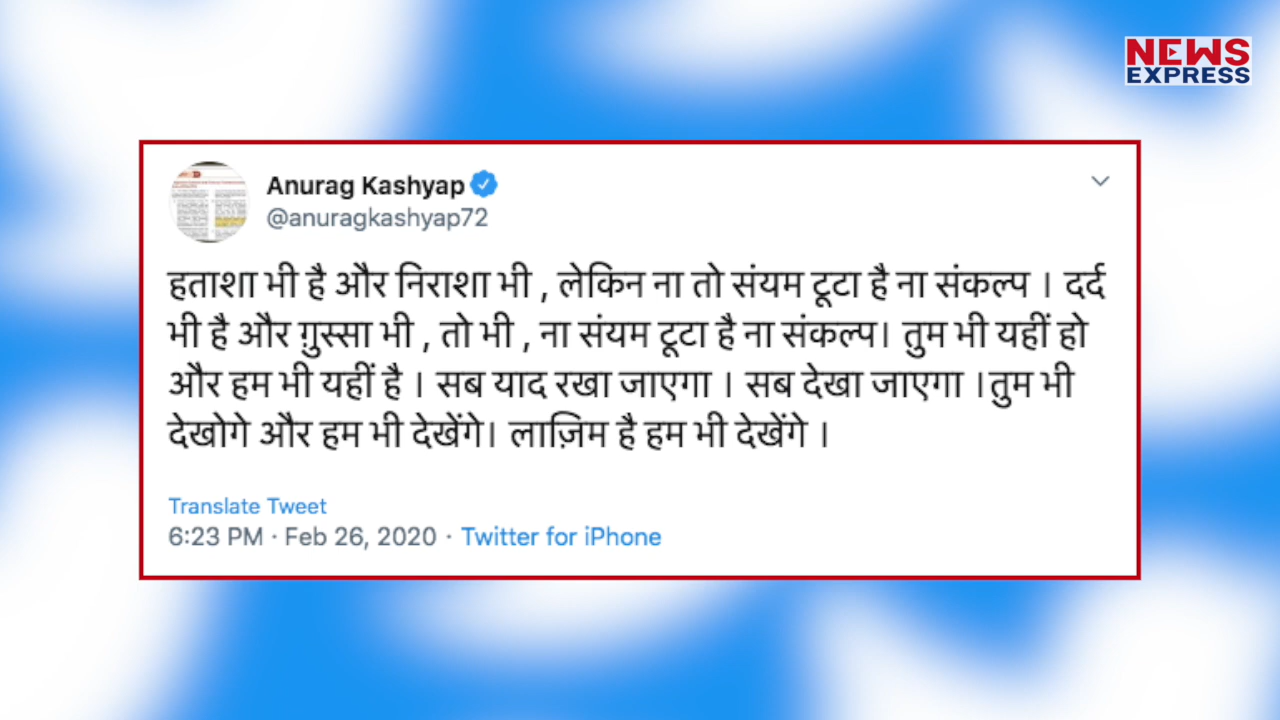 NEWS
EXPRESS
Anurag Kashyap
@anuragkashyap72
हताशा भी है और निराशा भी , लेकिन ना तो संयम टूटा है ना संकल्प । दर्द
भी है और ग़ुस्सा भी , तो भी , ना संयम टूटा है ना संकल्प। तुम भी यहीं हो
और हम भी यहीं है । सब याद रखा जाएगा । सब देखा जाएगा ।तुम भी
देखोगे और हम भी देखेंगे। लाज़िम है हम भी देखेंगे ।
Translate Tweet
6:23 PM · Feb 26, 2020 · Twitter for iPhone